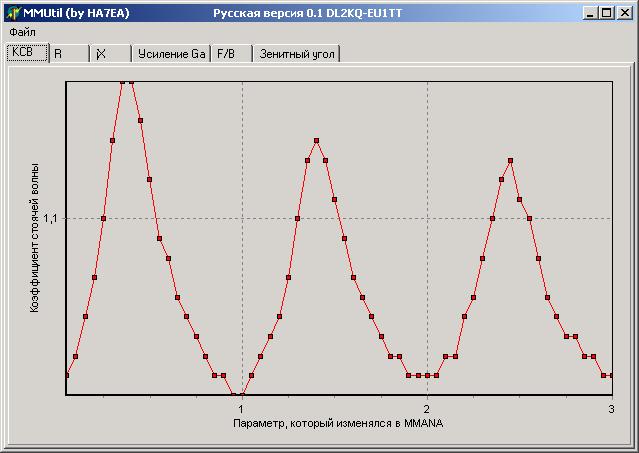 MMUtil (by HA7EA) Русская версия 0.1 DL2KQ-EU1TT
Файл
КСВ R jX Усиление Ga F/B Зенитный угол
Коэффициент стоячей волны
1,1
1 2 3
Параметр, который изменялся в MMANA